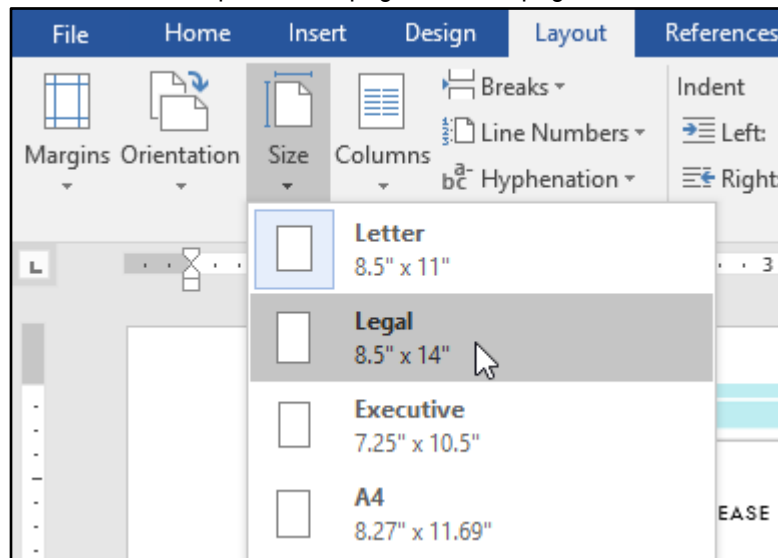 File Home Insert Design Layout References
Breaks
Indent
Line Numbers
Left:
Margins Orientation Size Columns
Hyphenation
Right:
Letter
8.5" x 11"
3
Legal
8.5" x 14"
Executive
7.25" x 10.5"
A4
8.27" x 11.69"
EASE